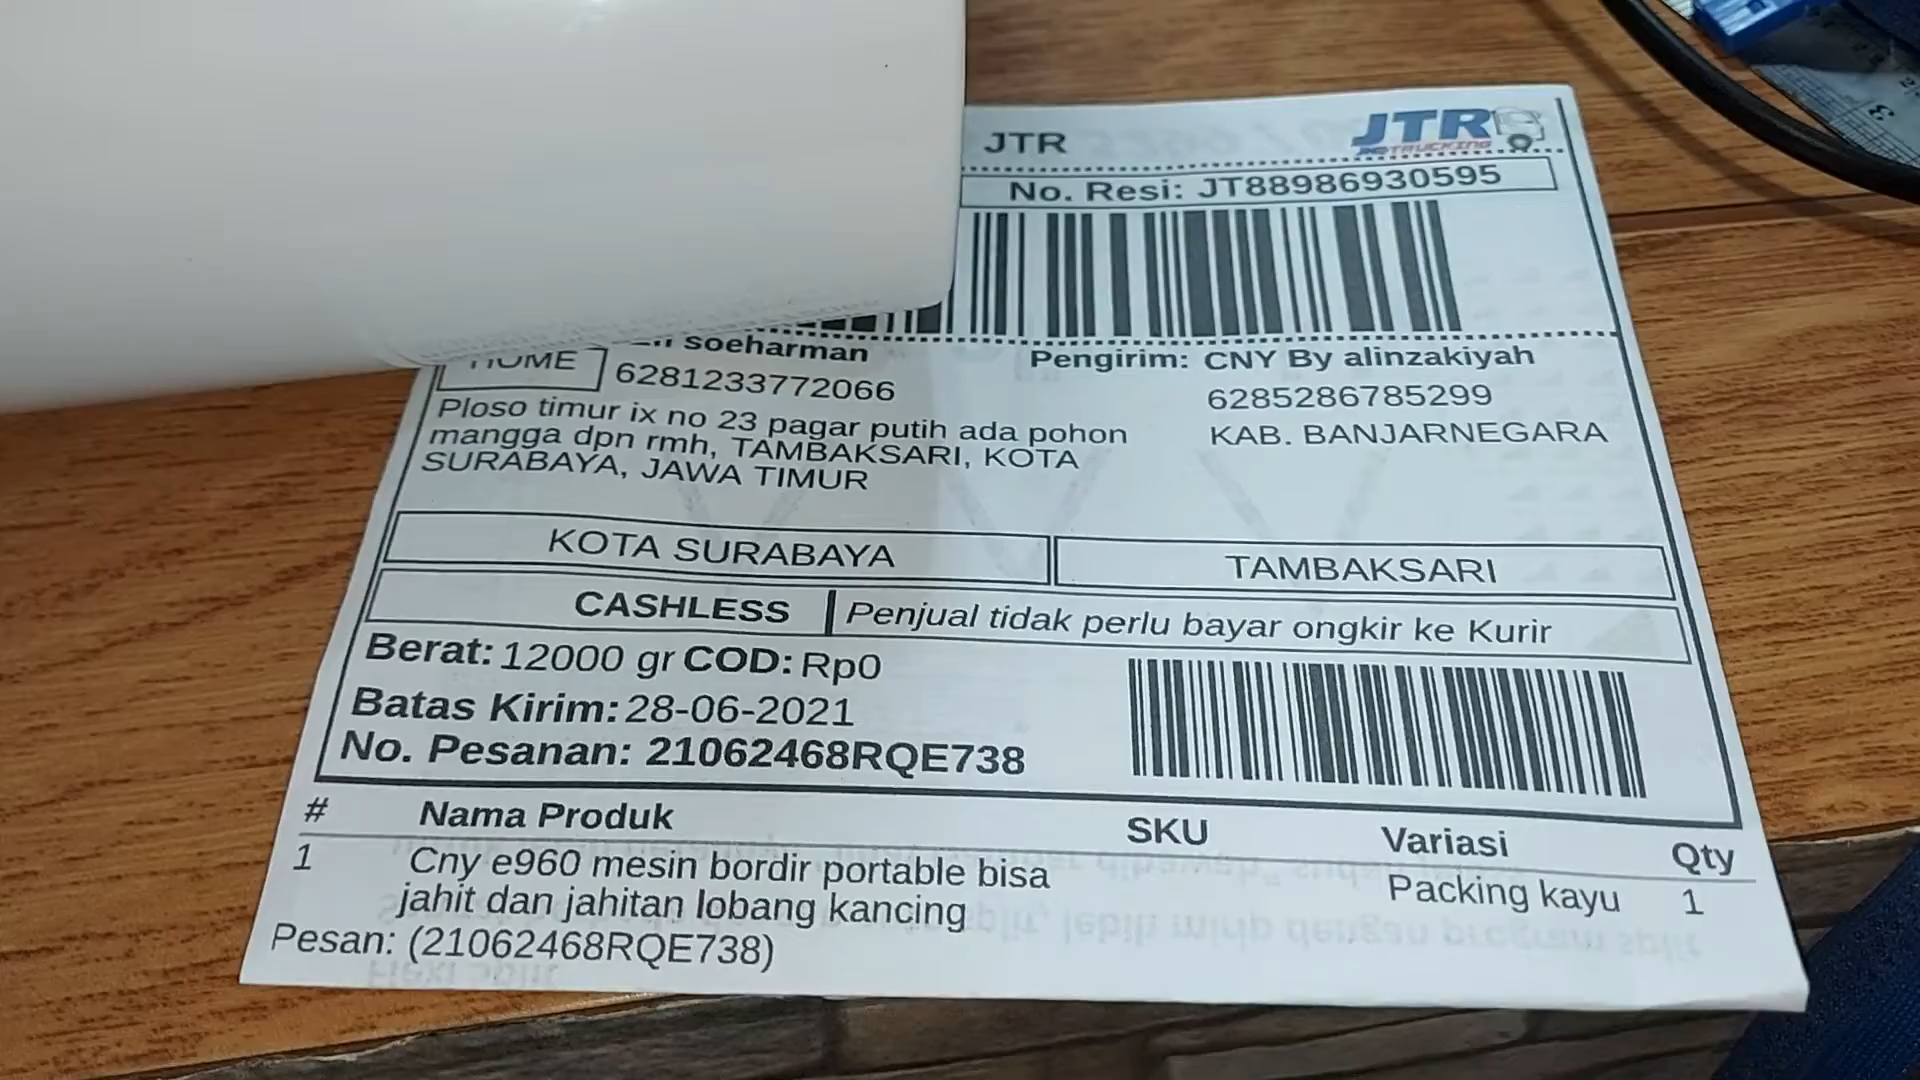 JTR
JTR
JNE TRUCKING
No. Resi: JT88986930595
soeharman
HOME
6281233772066
Ploso timur ix no 23 pagar putih ada pohon
mangga dpn rmh, TAMBAKSARI, KOTA
SURABAYA, JAWA TIMUR
Pengirim: CNY By alinzakiyah
6285286785299
KAB. BANJARNEGARA
KOTA SURABAYA
TAMBAKSARI
CASHLESS
Penjual tidak perlu bayar ongkir ke Kurir
Berat: 12000 gr COD: Rp0
Batas Kirim: 28-06-2021
No. Pesanan: 21062468RQE738
# Nama Produk SKU Variasi Qty
1 Cny e960 mesin bordir portable bisa Packing kayu 1
jahit dan jahitan lobang kancing
Pesan: (21062468RQE738)